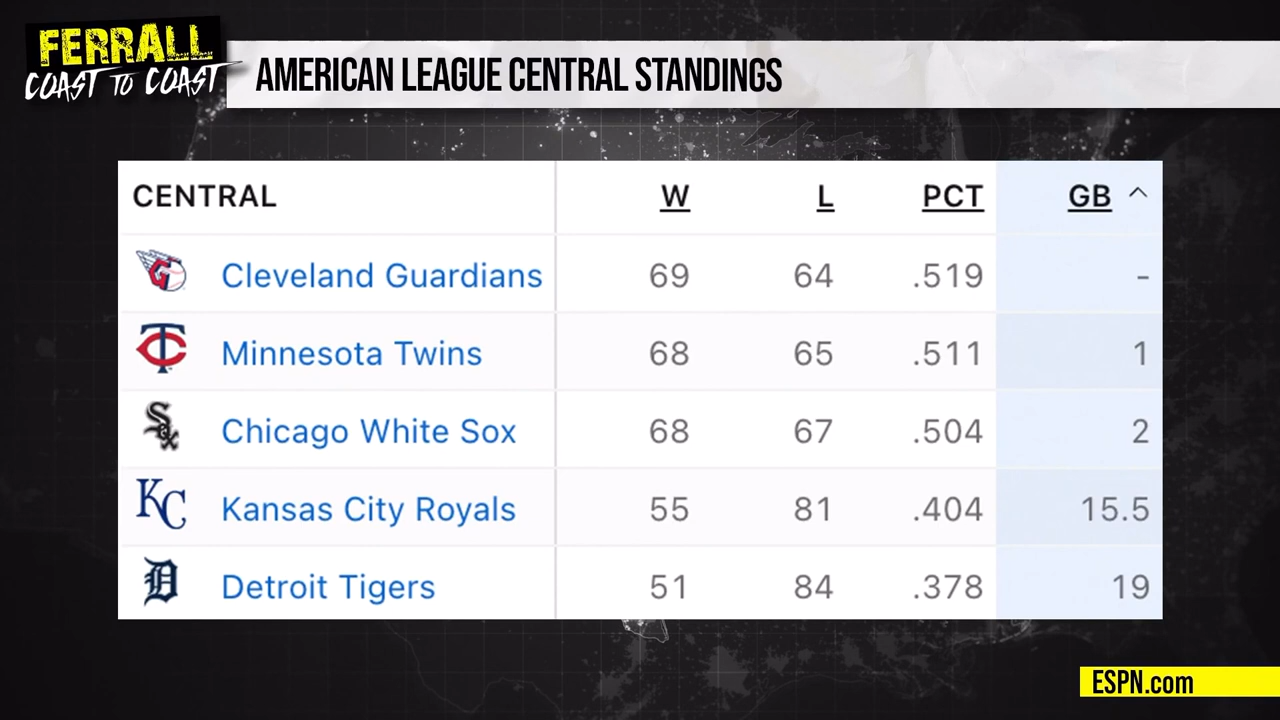 FERRALL
COAST TO COAST
AMERICAN LEAGUE CENTRAL STANDINGS
CENTRAL W L PCT GB
Cleveland Guardians 69 64 .519 -
Minnesota Twins 68 65 .511 1
Chicago White Sox 68 67 .504 2
Kansas City Royals 55 81 .404 15.5
Detroit Tigers 51 84 .378 19
ESPN.com